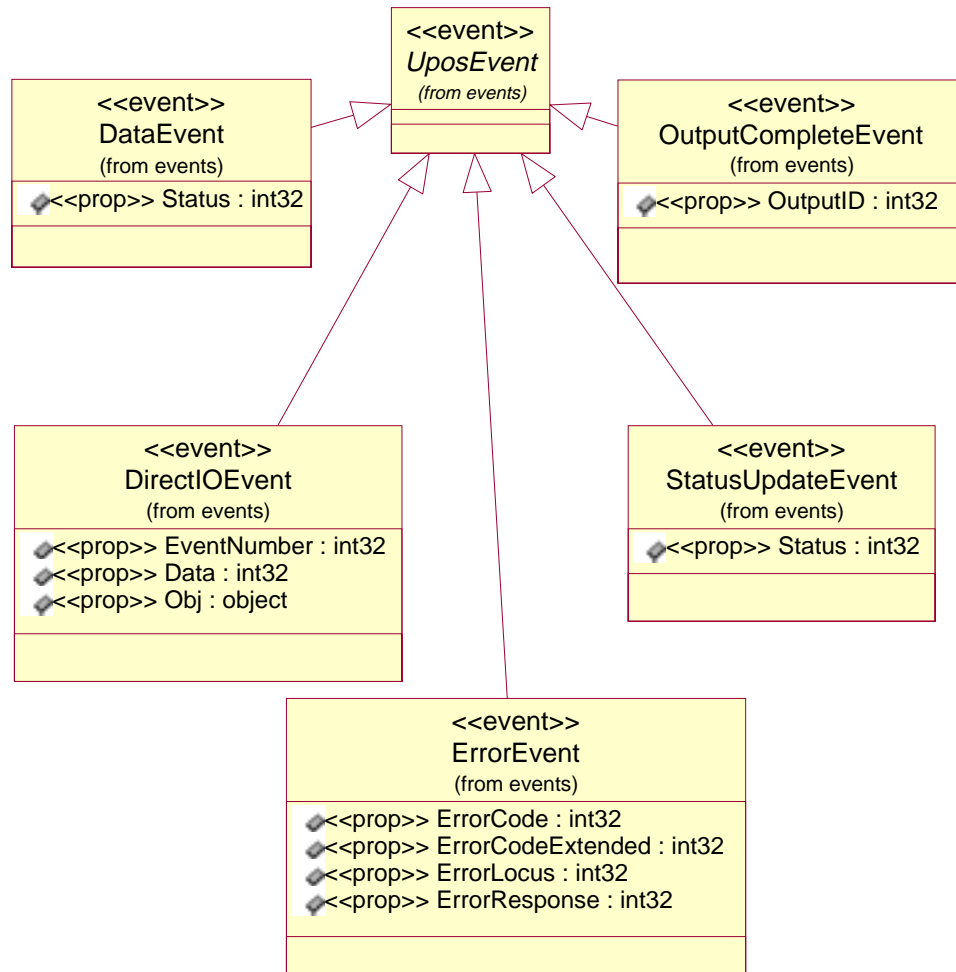 <<event>>
UposEvent
(from events)
<<event>>
DataEvent
(from events)
<<prop>> Status : int32
<<event>>
OutputCompleteEvent
(from events)
<<prop>> OutputID : int32
<<event>>
DirectIOEvent
(from events)
<<prop>> EventNumber : int32
<<prop>> Data : int32
<<prop>> Obj : object
<<event>>
StatusUpdateEvent
(from events)
<<prop>> Status : int32
<<event>>
ErrorEvent
(from events)
<<prop>> ErrorCode : int32
<<prop>> ErrorCodeExtended : int32
<<prop>> ErrorLocus : int32
<<prop>> ErrorResponse : int32